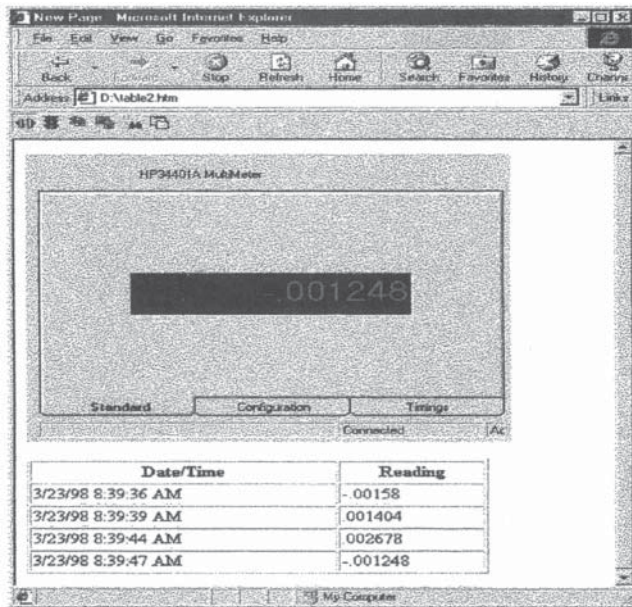 New Page - Microsoft Internet Explorer
File Edit View Go Favorites Help
Back Forward Stop Refresh Home Search Favorites History Channe
Address D:\table2.htm Links
HP34401A MultiMeter
-.001248
Standard Configuration Timings
Connected Ac
Date/Time Reading
3/23/98 8:39:36 AM -.00158
3/23/98 8:39:39 AM .001404
3/23/98 8:39:44 AM .002678
3/23/98 8:39:47 AM -.001248
My Computer